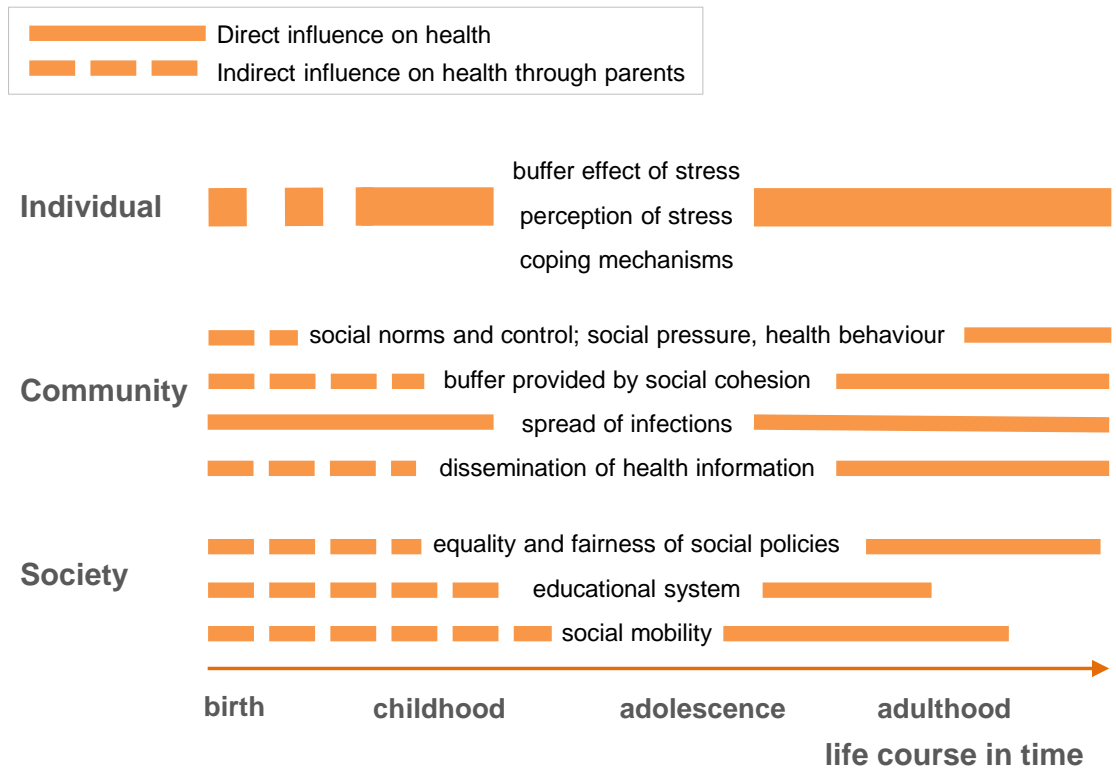 Direct influence on health
Indirect influence on health through parents
Individual
buffer effect of stress
perception of stress
coping mechanisms
Community
social norms and control; social pressure, health behaviour
buffer provided by social cohesion
spread of infections
dissemination of health information
Society
equality and fairness of social policies
educational system
social mobility
birth childhood adolescence adulthood
life course in time